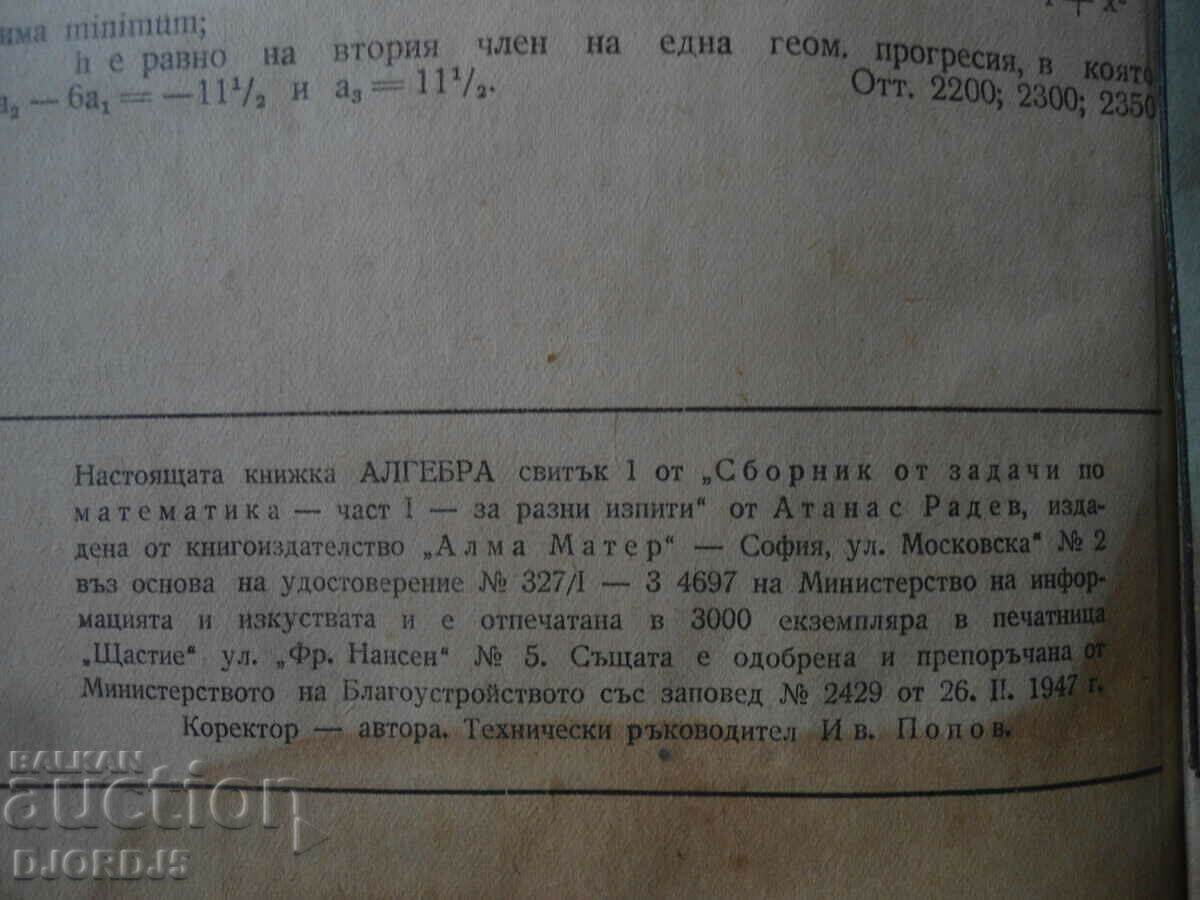 има minimum;
h е равно на втория член на една геом. прогресия, в която
a₂ — 6a₁ = —11¹/₂ и a₃ = 11¹/₂. Отг. 2200; 2300; 2350
Настоящата книжка АЛГЕБРА свитък 1 от „Сборник от задачи по
математика — част I — за разни изпити“ от Атанас Радев, изда-
дена от книгоиздателство „Алма Матер“ — София, ул. Московска“ № 2
въз основа на удостоверение № 327/I — 3 4697 на Министерство на инфор-
мацията и изкуствата и е отпечатана в 3000 екземпляра в печатница
„Щастие“ ул. „Фр. Нансен“ № 5. Същата е одобрена и препоръчана от
Министерството на Благоустройството със заповед № 2429 от 26. II. 1947 г.
Коректор — автора. Технически ръководител Ив. Попов.
BALKAN
auction
DJORDJ5